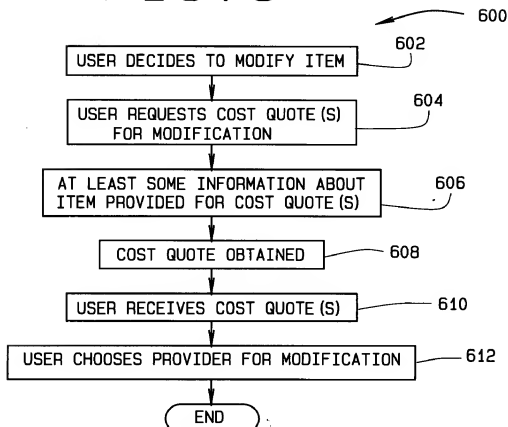 600
USER DECIDES TO MODIFY ITEM
602
USER REQUESTS COST QUOTE(S)
FOR MODIFICATION
604
AT LEAST SOME INFORMATION ABOUT
ITEM PROVIDED FOR COST QUOTE(S)
606
COST QUOTE OBTAINED
608
USER RECEIVES COST QUOTE(S)
610
USER CHOOSES PROVIDER FOR MODIFICATION
612
END